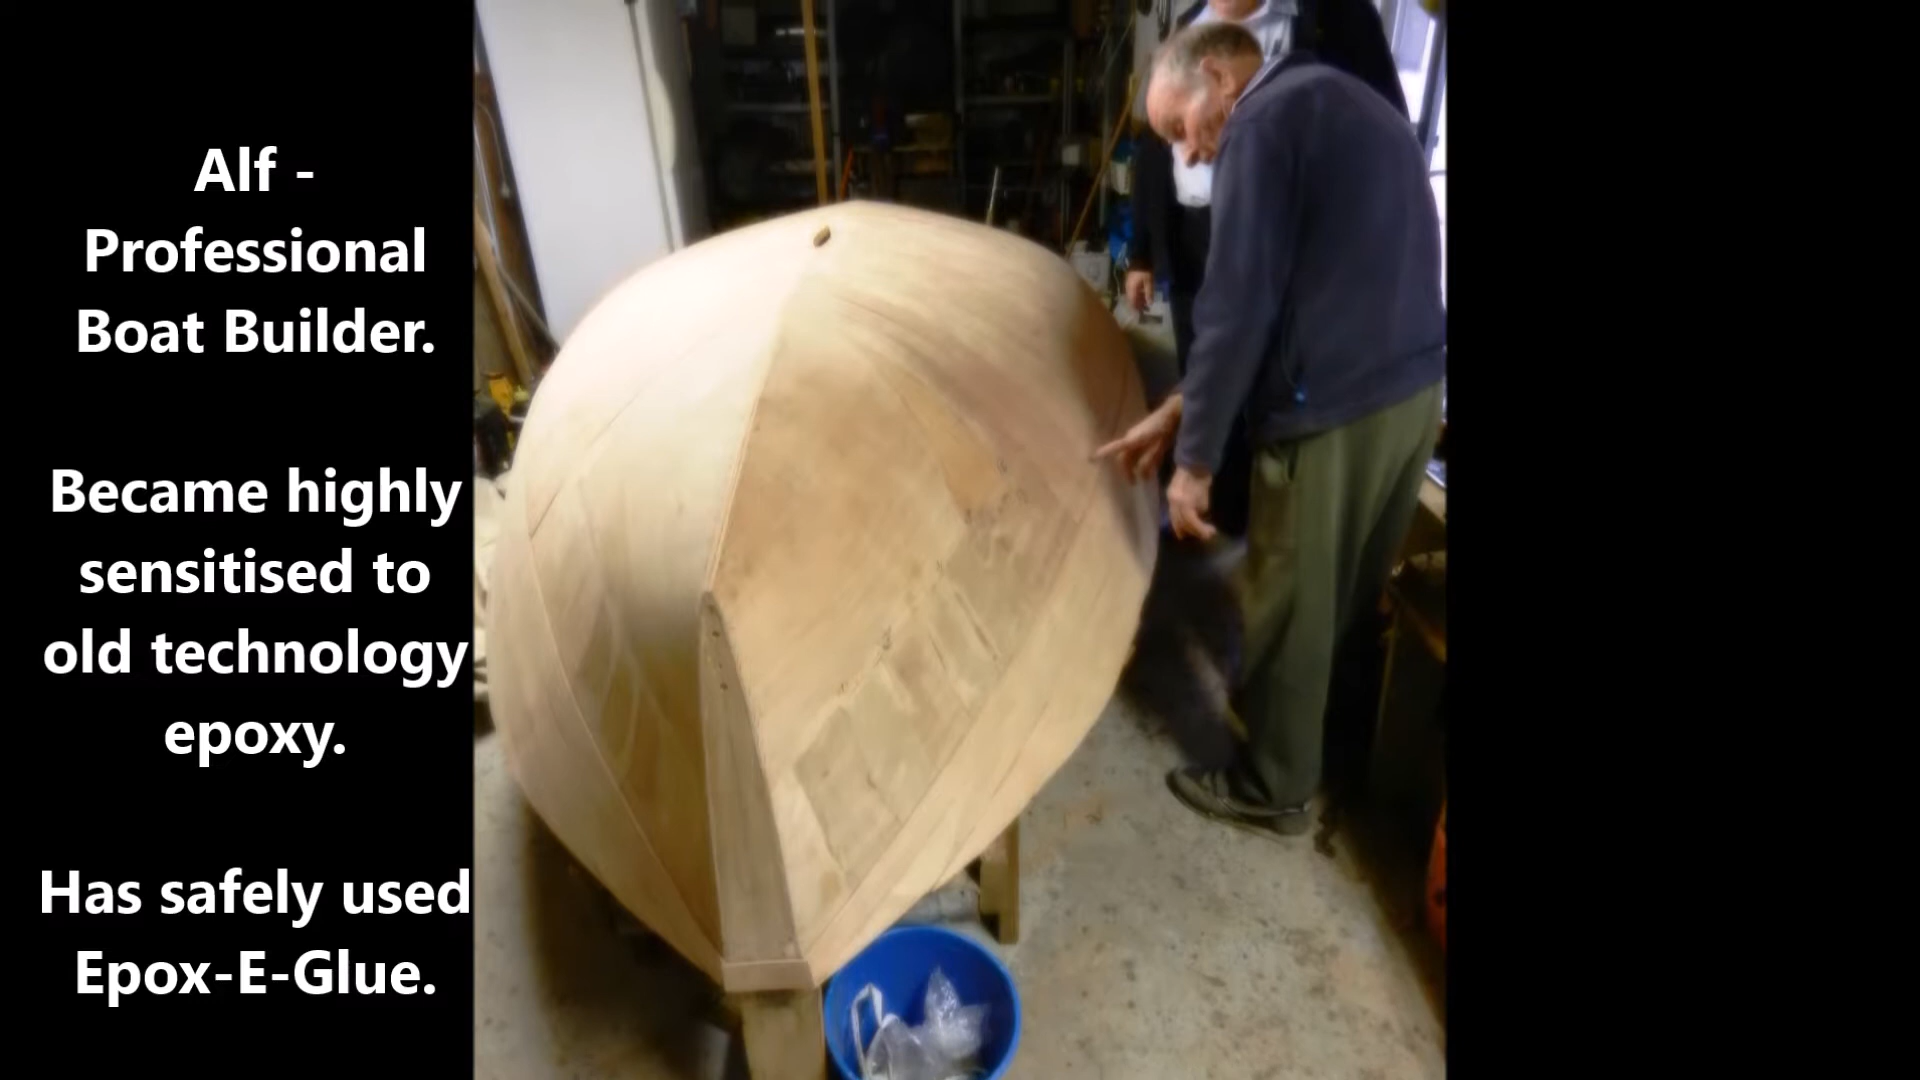 Alf -
Professional
Boat Builder.
Became highly
sensitised to
old technology
epoxy.
Has safely used
Epox-E-Glue.